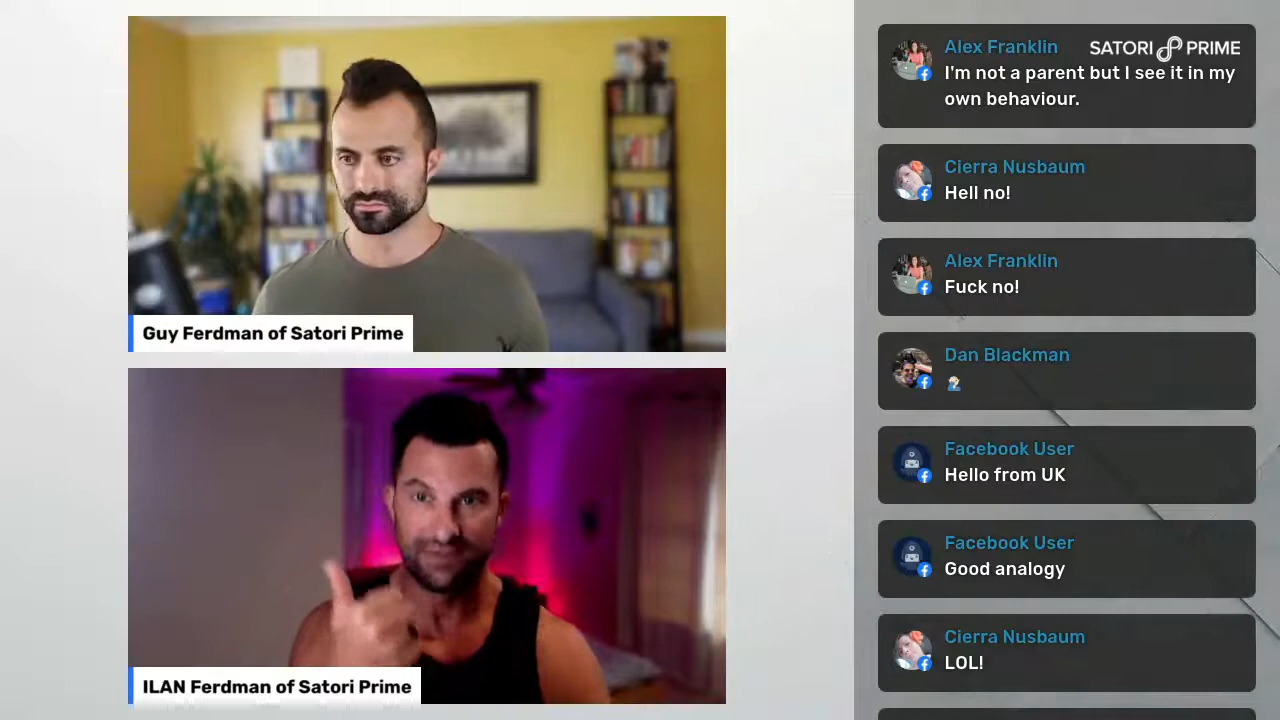 Guy Ferdman of Satori Prime
ILAN Ferdman of Satori Prime
SATORI PRIME
Alex Franklin
I'm not a parent but I see it in my
own behaviour.
Cierra Nusbaum
Hell no!
Alex Franklin
Fuck no!
Dan Blackman
🤦🏻‍♂️
Facebook User
Hello from UK
Facebook User
Good analogy
Cierra Nusbaum
LOL!